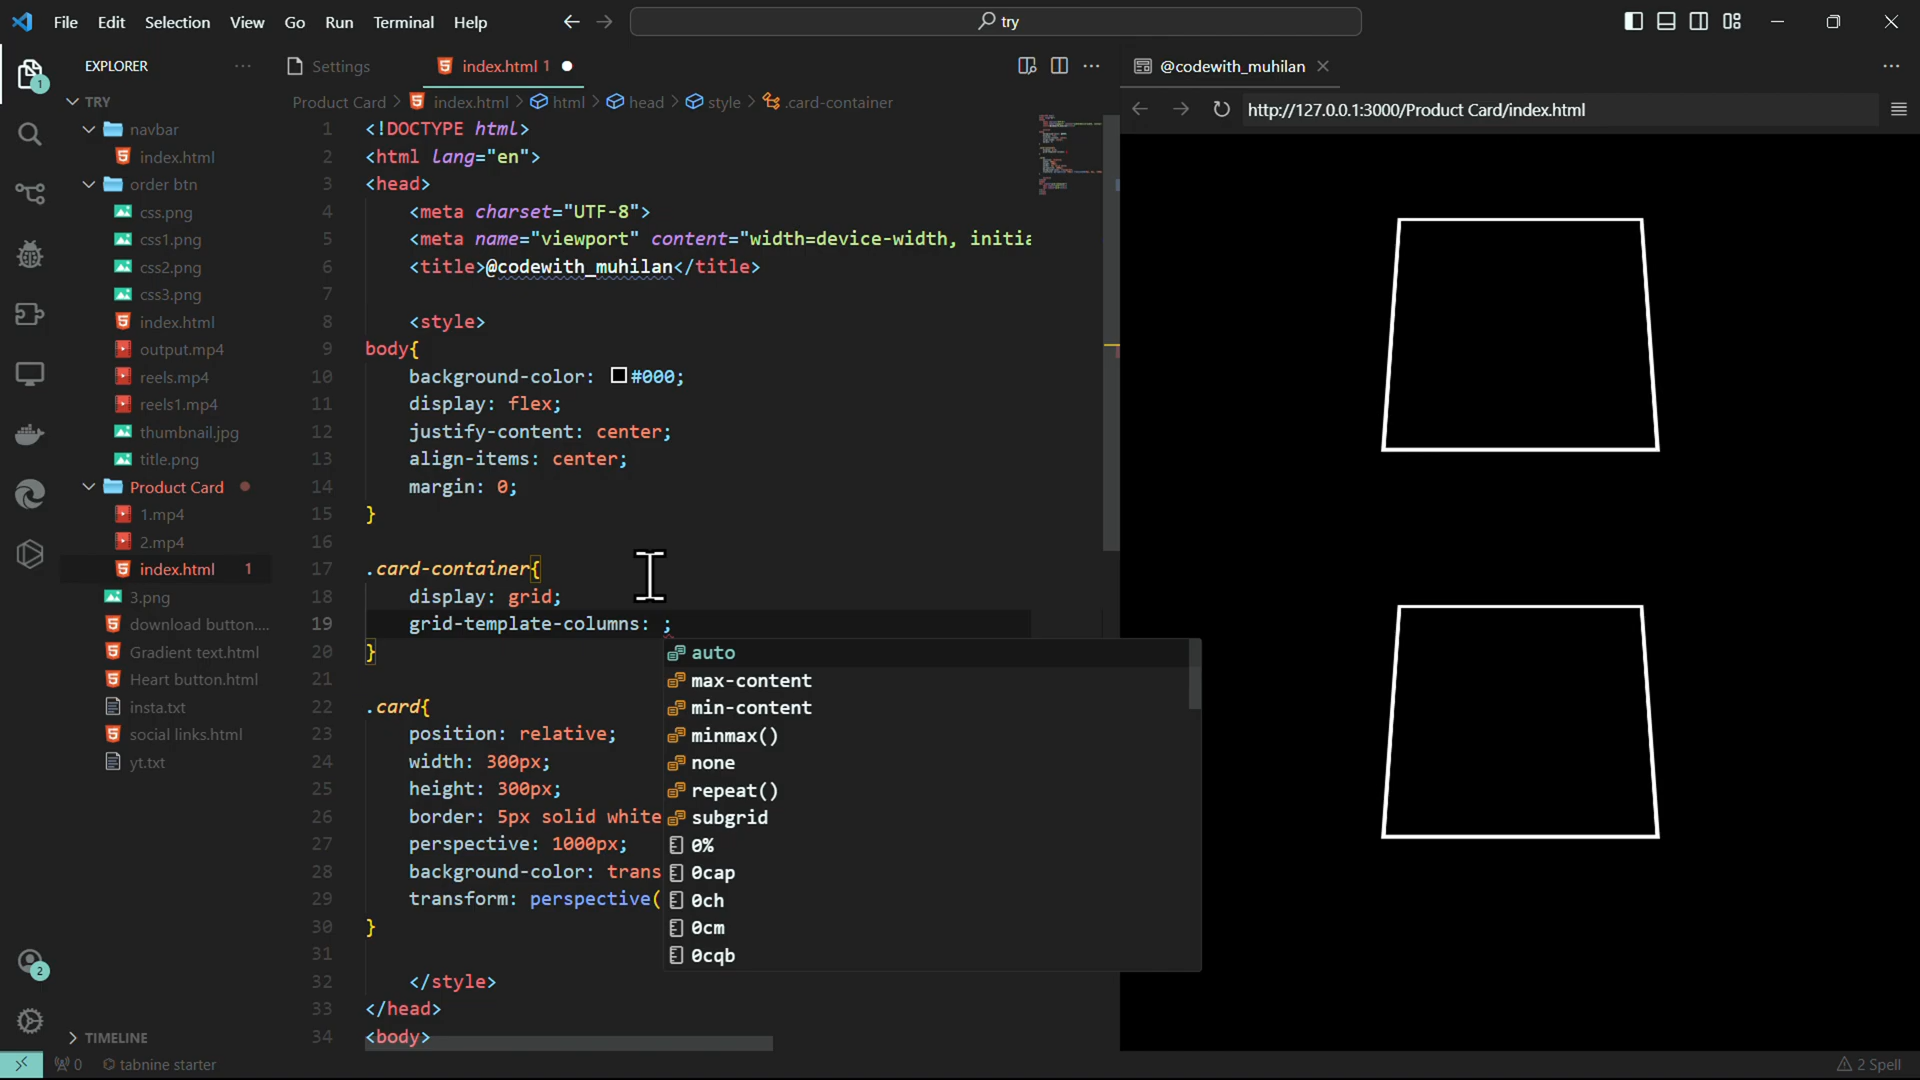 File Edit Selection View Go Run Terminal Help
try
EXPLORER
Settings
index.html 1
@codewith_muhilan
TRY
Product Card > index.html > html > head > style > .card-container
http://127.0.0.1:3000/Product Card/index.html
navbar
index.html
order btn
css.png
css1.png
css2.png
css3.png
index.html
output.mp4
reels.mp4
reels1.mp4
thumbnail.jpg
title.png
Product Card
1.mp4
2.mp4
index.html 1
3.png
download button....
Gradient text.html
Heart button.html
insta.txt
social links.html
yt.txt
TIMELINE
1 <!DOCTYPE html>
2 <html lang="en">
3 <head>
4 <meta charset="UTF-8">
5 <meta name="viewport" content="width=device-width, initia
6 <title>@codewith_muhilan</title>
7
8 <style>
9 body{
10 background-color: #000;
11 display: flex;
12 justify-content: center;
13 align-items: center;
14 margin: 0;
15 }
16
17 .card-container{
18 display: grid;
19 grid-template-columns: ;
20 }
21
22 .card{
23 position: relative;
24 width: 300px;
25 height: 300px;
26 border: 5px solid white
27 perspective: 1000px;
28 background-color: trans
29 transform: perspective(
30 }
31
32 </style>
33 </head>
34 <body>
auto
max-content
min-content
minmax()
none
repeat()
subgrid
0%
0cap
0ch
0cm
0cqb
1
2
0
tabnine starter
2 Spell